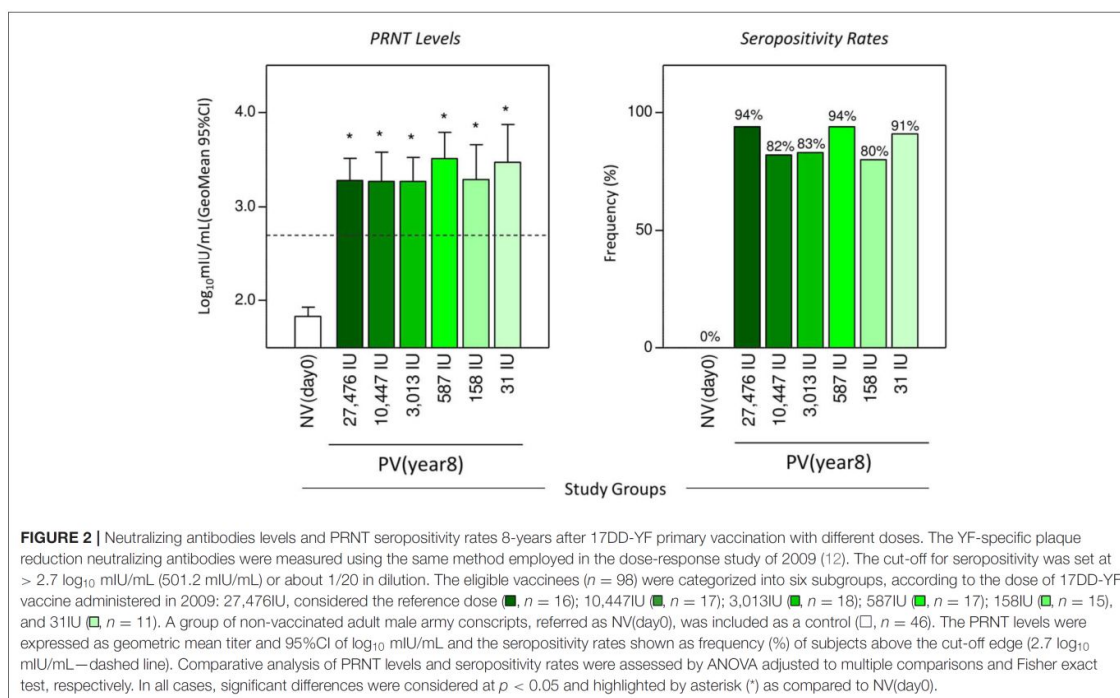 PRNT Levels
Log10mIU/mL(GeoMean 95%CI)
4.0
3.0
2.0
* * * * * *
NV(day0)
27,476 IU
10,447 IU
3,013 IU
587 IU
158 IU
31 IU
PV(year8)
Seropositivity Rates
Frequency (%)
100
50
0
0%
94%
82%
83%
94%
80%
91%
NV(day0)
27,476 IU
10,447 IU
3,013 IU
587 IU
158 IU
31 IU
PV(year8)
Study Groups
FIGURE 2 | Neutralizing antibodies levels and PRNT seropositivity rates 8-years after 17DD-YF primary vaccination with different doses. The YF-specific plaque
reduction neutralizing antibodies were measured using the same method employed in the dose-response study of 2009 (12). The cut-off for seropositivity was set at
> 2.7 log10 mIU/mL (501.2 mIU/mL) or about 1/20 in dilution. The eligible vaccinees (n = 98) were categorized into six subgroups, according to the dose of 17DD-YF
vaccine administered in 2009: 27,476IU, considered the reference dose (■, n = 16); 10,447IU (■, n = 17); 3,013IU (■, n = 18); 587IU (■, n = 17); 158IU (■, n = 15),
and 31IU (■, n = 11). A group of non-vaccinated adult male army conscripts, referred as NV(day0), was included as a control (□, n = 46). The PRNT levels were
expressed as geometric mean titer and 95%CI of log10 mIU/mL and the seropositivity rates shown as frequency (%) of subjects above the cut-off edge (2.7 log10
mIU/mL—dashed line). Comparative analysis of PRNT levels and seropositivity rates were assessed by ANOVA adjusted to multiple comparisons and Fisher exact
test, respectively. In all cases, significant differences were considered at p < 0.05 and highlighted by asterisk (*) as compared to NV(day0).